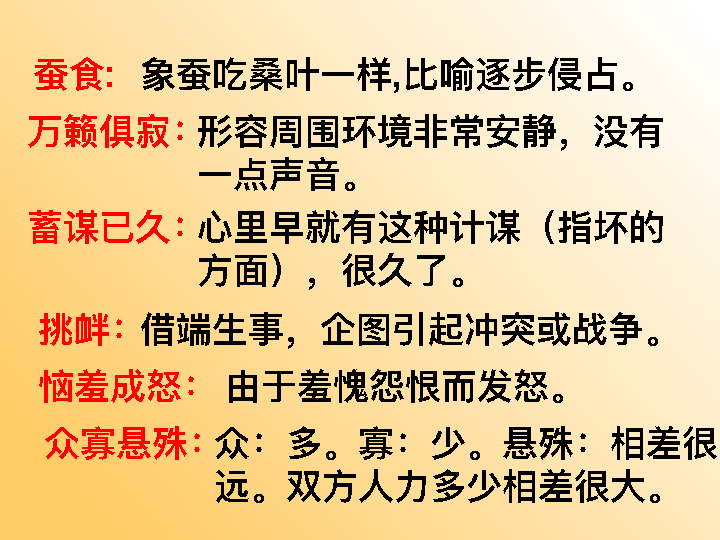 蚕食：象蚕吃桑叶一样,比喻逐步侵占。
万籁俱寂：形容周围环境非常安静，没有
一点声音。
蓄谋已久：心里早就有这种计谋（指坏的
方面），很久了。
挑衅：借端生事，企图引起冲突或战争。
恼羞成怒：由于羞愧怨恨而发怒。
众寡悬殊：众：多。寡：少。悬殊：相差很
远。双方人力多少相差很大。